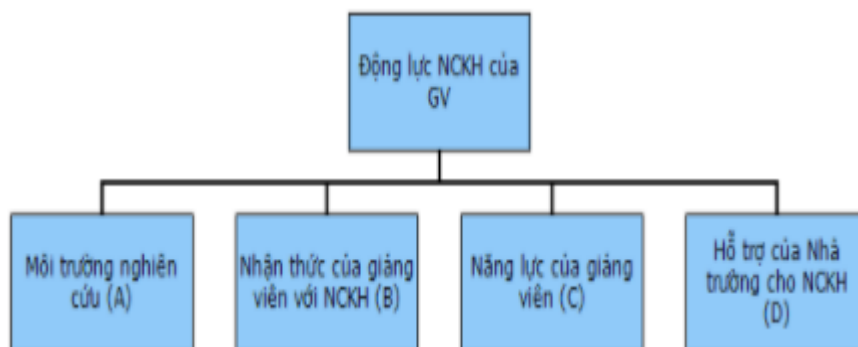 Động lực NCKH của
GV
Môi trường nghiên
cứu (A)
Nhận thức của giảng
viên với NCKH (B)
Năng lực của giảng
viên (C)
Hỗ trợ của Nhà
trường cho NCKH
(D)